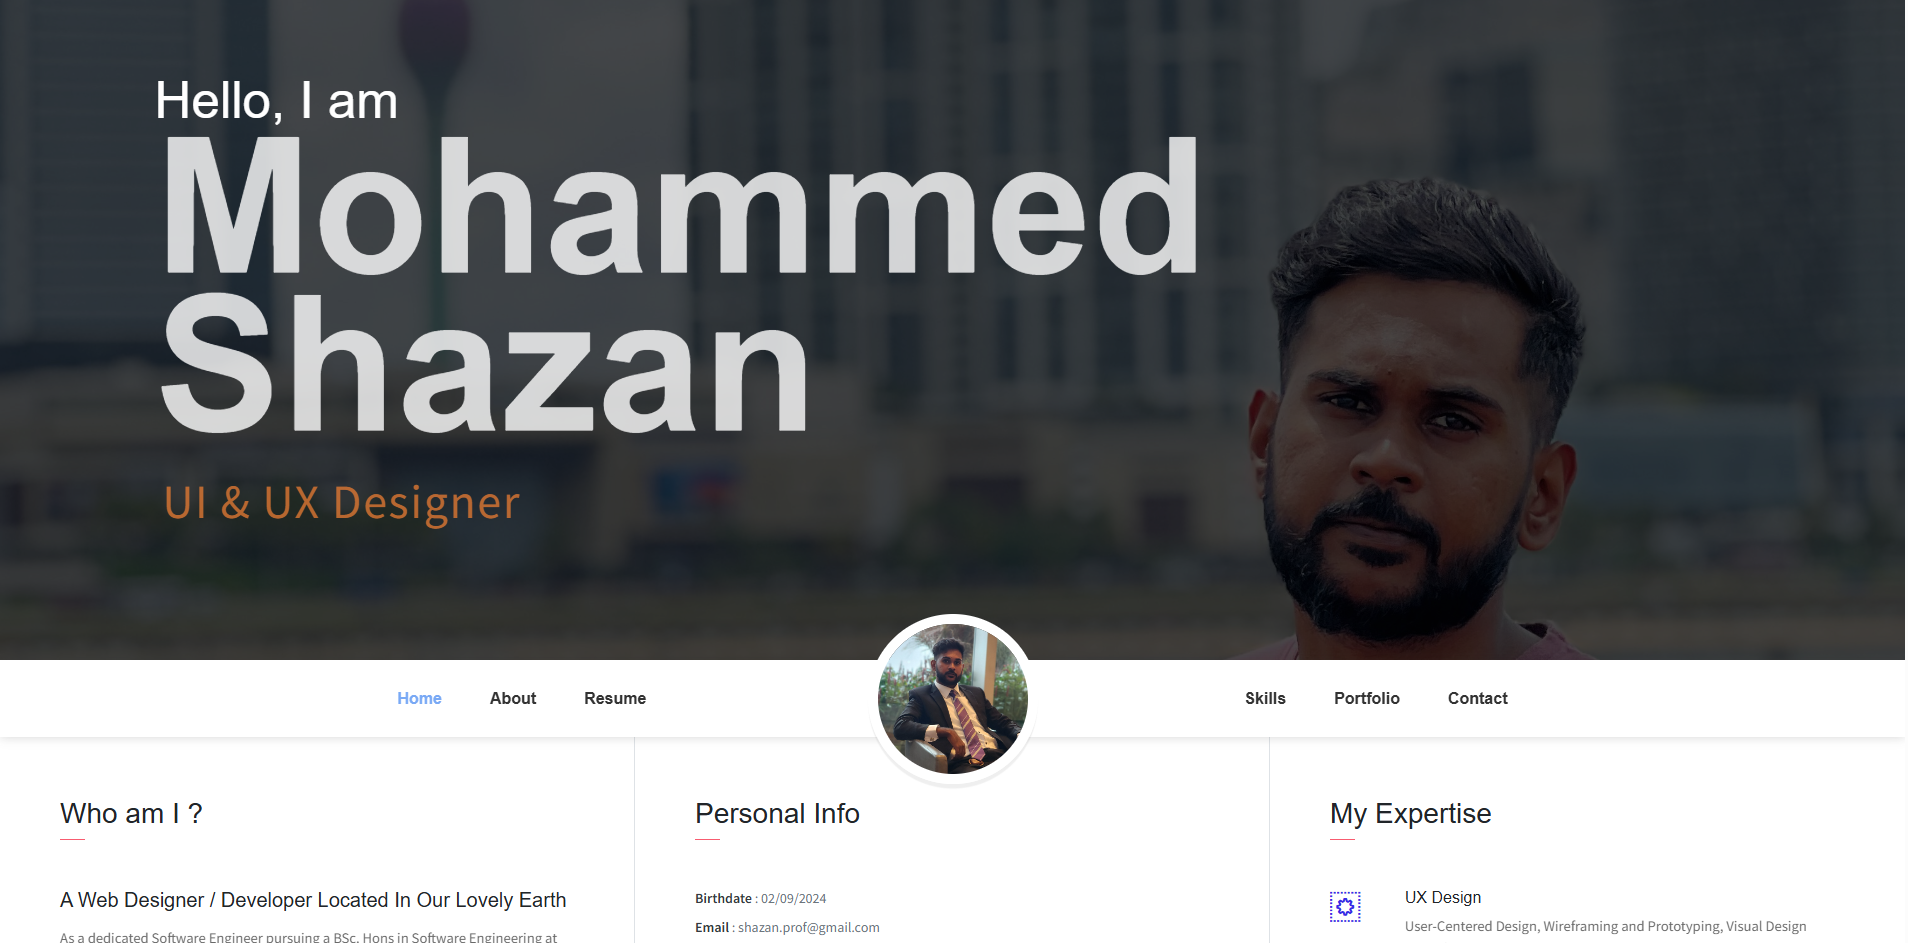 Hello, I am
Mohammed
Shazan
UI & UX Designer
Home About Resume Skills Portfolio Contact
Who am I ?
A Web Designer / Developer Located In Our Lovely Earth
As a dedicated Software Engineer pursuing a BSc. Hons in Software Engineering at
Personal Info
Birthdate : 02/09/2024
Email : shazan.prof@gmail.com
My Expertise
UX Design
User-Centered Design, Wireframing and Prototyping, Visual Design